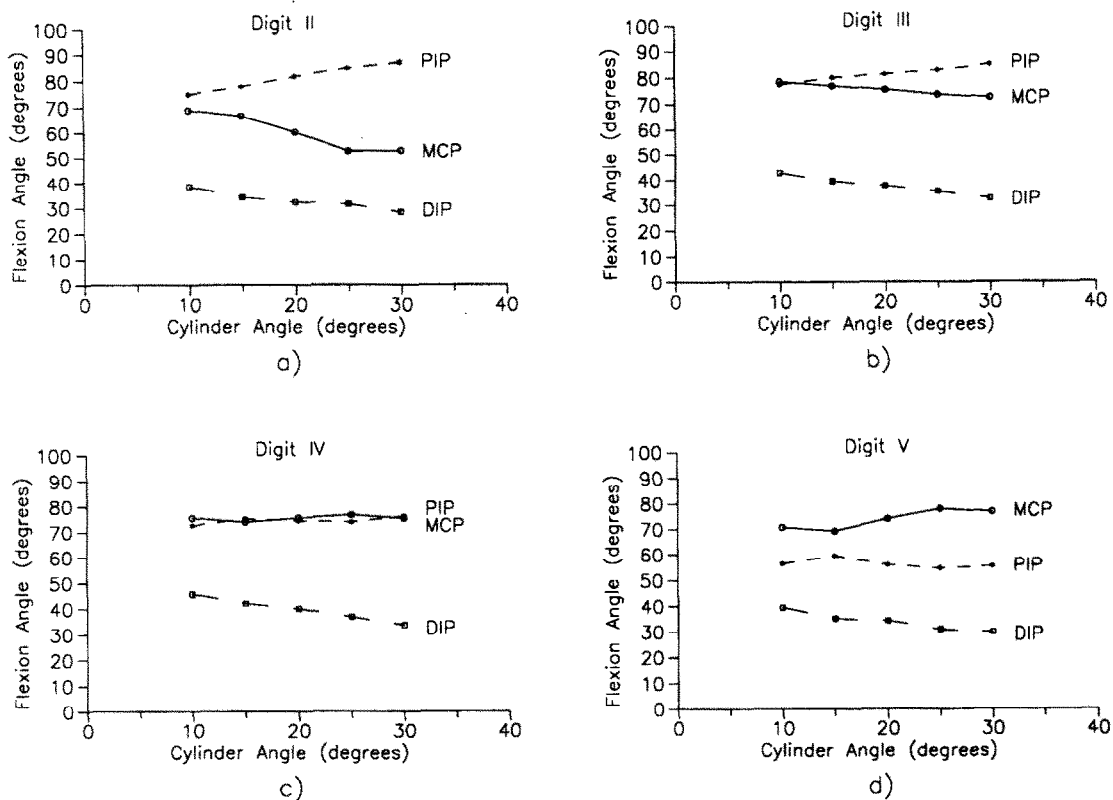 Digit II
Flexion Angle (degrees)
100
90
80
70
60
50
40
30
20
10
0
PIP
MCP
DIP
0 10 20 30 40
Cylinder Angle (degrees)
a)
Digit III
Flexion Angle (degrees)
100
90
80
70
60
50
40
30
20
10
0
PIP
MCP
DIP
0 10 20 30 40
Cylinder Angle (degrees)
b)
Digit IV
Flexion Angle (degrees)
100
90
80
70
60
50
40
30
20
10
0
PIP
MCP
DIP
0 10 20 30 40
Cylinder Angle (degrees)
c)
Digit V
Flexion Angle (degrees)
100
90
80
70
60
50
40
30
20
10
0
MCP
PIP
DIP
0 10 20 30 40
Cylinder Angle (degrees)
d)